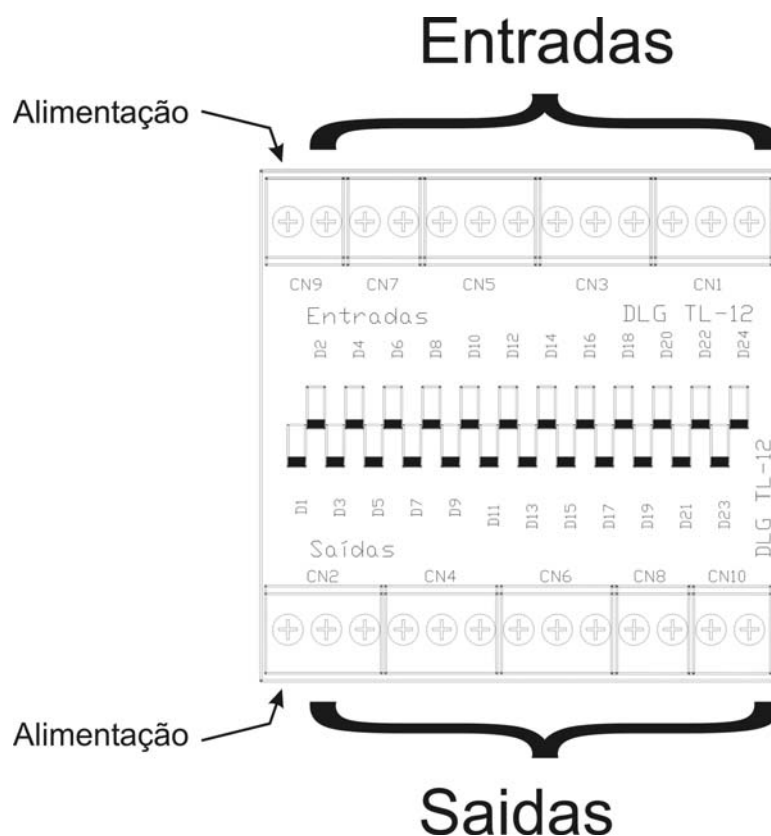 Entradas
Alimentação
CN9 CN7 CN5 CN3 CN1
Entradas DLG TL-12
D2 D4 D6 D8 D10 D12 D14 D16 D18 D20 D22 D24
D1 D3 D5 D7 D9 D11 D13 D15 D17 D19 D21 D23
DLG TL-12
Saídas
CN2 CN4 CN6 CN8 CN10
Alimentação
Saidas